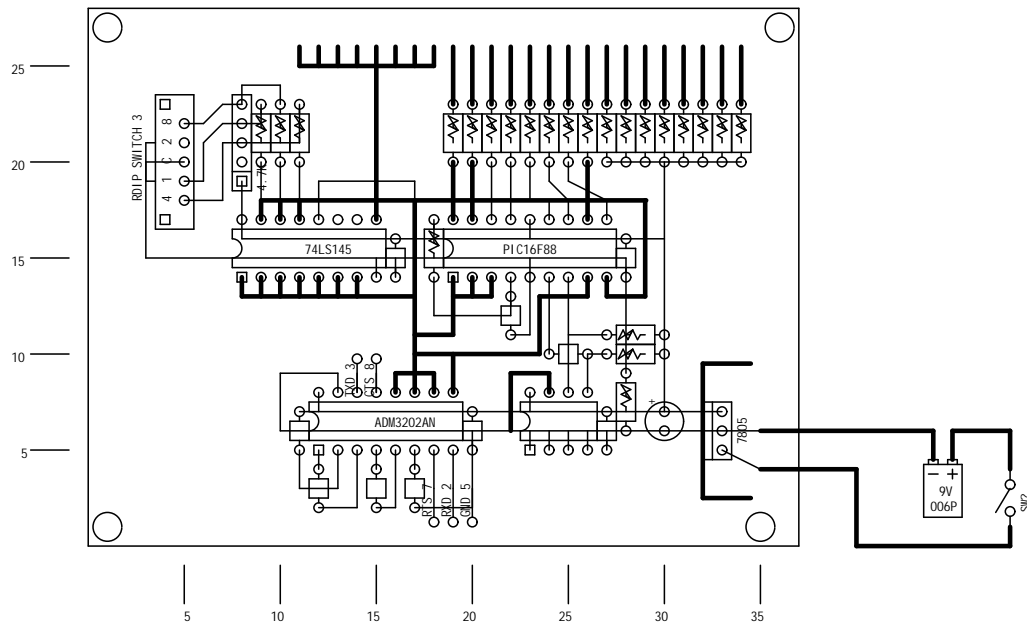 25
20
15
10
5
RDIP SWITCH 3
8
2
C
1
4
4.7K
74LS145
PIC16F88
TXD 3
CTS 8
ADM3202AN
RTS 7
RXD 2
GND 5
+
7805
- +
9V
006P
SW2
5
10
15
20
25
30
35